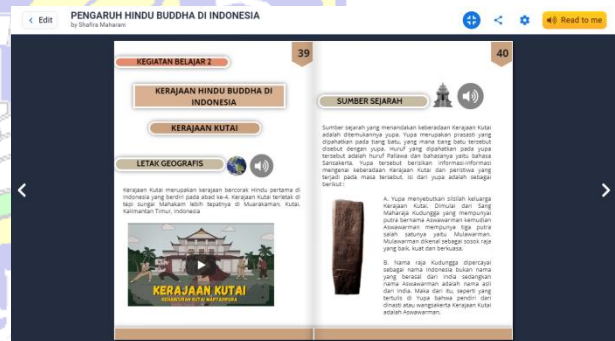 Edit
PENGARUH HINDU BUDDHA DI INDONESIA
by Shafira Maharani
Read to me
39
KEGIATAN BELAJAR 2
KERAJAAN HINDU BUDDHA DI
INDONESIA
KERAJAAN KUTAI
LETAK GEOGRAFIS
Kerajaan Kutai merupakan kerajaan bercorak Hindu pertama di
Indonesia yang berdiri pada abad ke-4. Kerajaan Kutai terletak di
tepi sungai Mahakam lebih tepatnya di Muarakaman, Kutai,
Kalimantan Timur, Indonesia
KERAJAAN KUTAI
40
SUMBER SEJARAH
Sumber sejarah yang menandakan keberadaan Kerajaan Kutai
adalah ditemukannya yupa. Yupa merupakan prasasti yang
dipahatkan pada tiang batu, yang mana tiang batu tersebut
disebut dengan yupa. Huruf yang dipahatkan pada yupa
tersebut adalah huruf Pallawa dan bahasanya yaitu bahasa
Sansakerta. Yupa tersebut berisikan informasi-informasi
mengenai keberadaan Kerajaan Kutai dan peristiwa yang
terjadi pada masa tersebut, isi dari yupa adalah sebagai
berikut :
A. Yupa menyebutkan silsilah keluarga
Kerajaan Kutai. Dimulai dari Sang
Maharaja Kudungga yang mempunyai
putra bernama Aswawarman kemudian
Aswawarman mempunyai tiga putra
salah satunya yaitu Mulawarman.
Mulawarman dikenal sebagai sosok raja
yang baik, kuat dan berkuasa.
B. Nama raja Kudungga dipercayai
sebagai nama Indonesia bukan nama
yang berasal dari India sedangkan
nama Aswawarman adalah nama asli
dari India. Maka dari itu, seperti yang
tertulis di Yupa bahwa pendiri dari
dinasti atau wangsakerta Kerajaan Kutai
adalah Aswawarman.